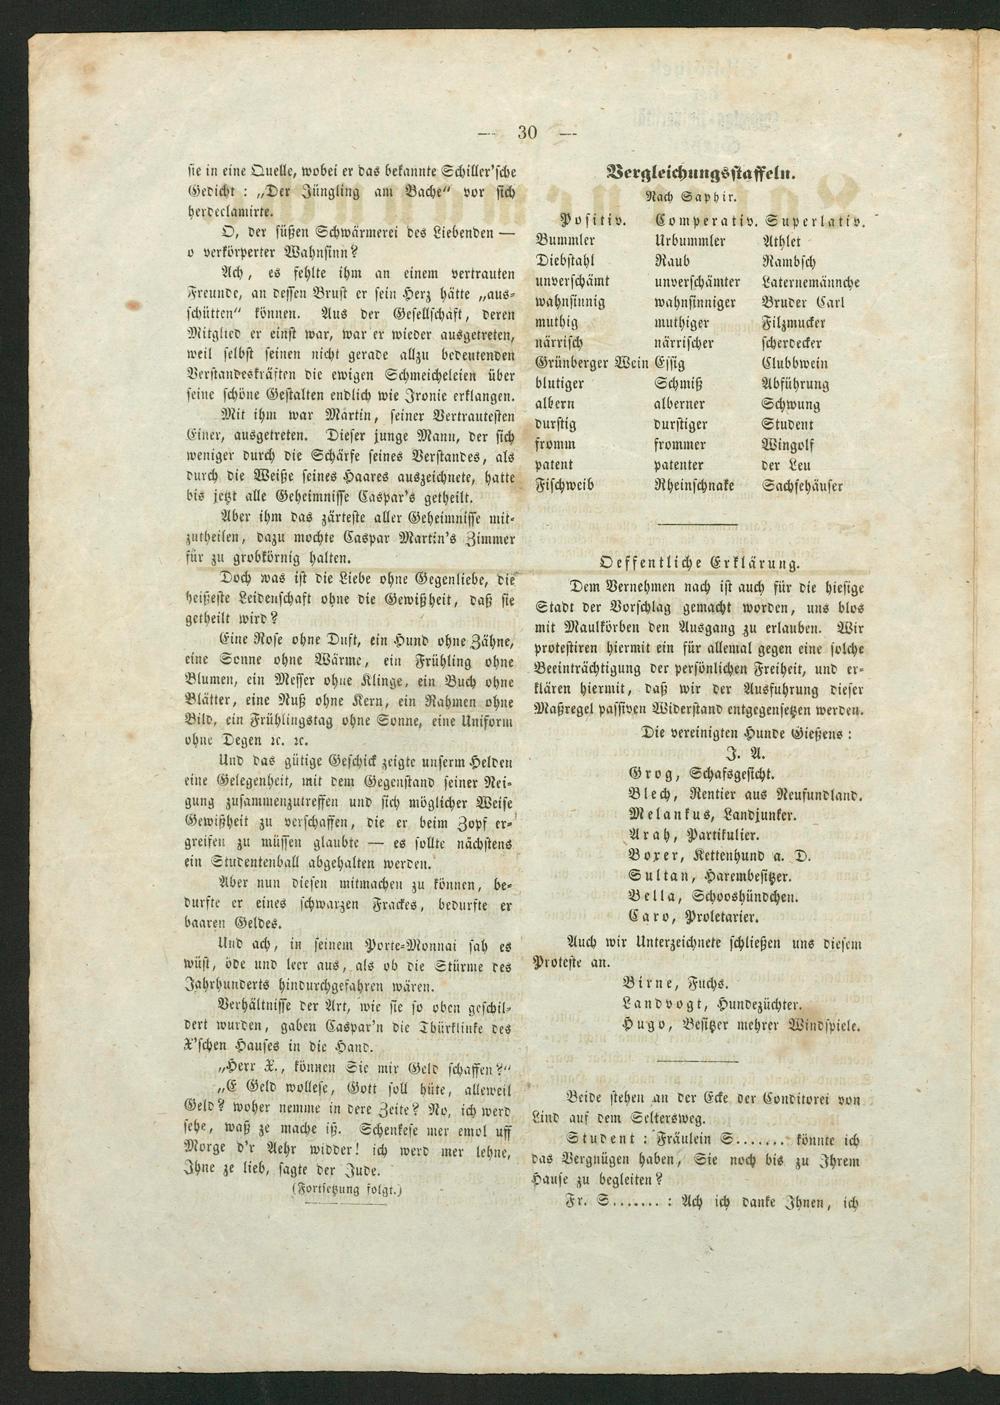 — 30 —
sie in eine Quelle, wobei er das bekannte Schiller'sche
Gedicht : „Der Jüngling am Bache“ vor sich
herdeclamirte.
O, der süßen Schwärmerei des Liebenden —
o verkörperter Wahnsinn?
Ach, es fehlte ihm an einem vertrauten
Freunde, an dessen Brust er sein Herz hätte „aus-
schütten“ können. Aus der Gesellschaft, deren
Mitglied er einst war, war er wieder ausgetreten,
weil selbst seinen nicht gerade allzu bedeutenden
Verstandeskräften die ewigen Schmeicheleien über
seine schöne Gestalten endlich wie Ironie erklangen.
Mit ihm war Martin, seiner Vertrautesten
Einer, ausgetreten. Dieser junge Mann, der sich
weniger durch die Schärfe seines Verstandes, als
durch die Weiße seines Haares auszeichnete, hatte
bis jetzt alle Geheimnisse Caspar's getheilt.
Aber ihm das zärteste aller Geheimnisse mit-
zutheilen, dazu mochte Caspar Martin's Zimmer
für zu grobkörnig halten.
Doch was ist die Liebe ohne Gegenliebe, die
heißeste Leidenschaft ohne die Gewißheit, daß sie
getheilt wird?
Eine Rose ohne Duft, ein Hund ohne Zähne,
eine Sonne ohne Wärme, ein Frühling ohne
Blumen, ein Messer ohne Klinge, ein Buch ohne
Blätter, eine Nuß ohne Kern, ein Rahmen ohne
Bild, ein Frühlingstag ohne Sonne, eine Uniform
ohne Degen ꝛc. ꝛc.
Und das gütige Geschick zeigte unserm Helden
eine Gelegenheit, mit dem Gegenstand seiner Nei-
gung zusammenzutreffen und sich möglicher Weise
Gewißheit zu verschaffen, die er beim Zopf er-
greifen zu müssen glaubte — es sollte nächstens
ein Studentenball abgehalten werden.
Aber nun diesen mitmachen zu können, be-
durfte er eines schwarzen Frackes, bedurfte er
baaren Geldes.
Und ach, in seinem Porte-Monnai sah es
wüst, öde und leer aus, als ob die Stürme des
Jahrhunderts hindurchgefahren wären.
Verhältnisse der Art, wie sie so oben geschil-
dert wurden, gaben Caspar'n die Thürklinke des
X'schen Hauses in die Hand.
„Herr X., können Sie mir Geld schaffen?“
„E Geld wollese, Gott soll hüte, alleweil
Geld? woher nemme in dere Zeite? No, ich werd
sehe, waß ze mache iß. Schenkese mer emol uff
Morge d'r Aehr widder! ich werd mer lehne,
Ihne ze lieb, sagte der Jude.
(Fortsetzung folgt.)
Vergleichungsstaffeln.
Nach Saphir.
Positiv. Comperativ. Superlativ.
Bummler Urbummler Athlet
Diebstahl Raub Rambsch
unverschämt unverschämter Laternemännche
wahnsinnig wahnsinniger Bruder Carl
muthig muthiger Filzmucker
närrisch närrischer scherdecker
Grünberger Wein Essig Clubbwein
blutiger Schmiß Abführung
albern alberner Schwung
durstig durstiger Student
fromm frommer Wingolf
patent patenter der Leu
Fischweib Rheinschnake Sachsehäuser
Oeffentliche Erklärung.
Dem Vernehmen nach ist auch für die hiesige
Stadt der Vorschlag gemacht worden, uns blos
mit Maulkörben den Ausgang zu erlauben. Wir
protestiren hiermit ein für allemal gegen eine solche
Beeinträchtigung der persönlichen Freiheit, und er-
klären hiermit, daß wir der Ausfuhrung dieser
Maßregel passiven Widerstand entgegensetzen werden.
Die vereinigten Hunde Gießens :
J. A.
Grog, Schafsgesicht.
Blech, Rentier aus Neufundland.
Melankus, Landjunker.
Arah, Partikulier.
Boxer, Kettenhund a. D.
Sultan, Harembesitzer.
Bella, Schooshündchen.
Caro, Proletarier.
Auch wir Unterzeichnete schließen uns diesem
Proteste an.
Birne, Fuchs.
Landvogt, Hundezüchter.
Hugo, Besitzer mehrer Windspiele.
Beide stehen an der Ecke der Conditorei von
Lind auf dem Seltersweg.
Student : Fräulein S....... könnte ich
das Vergnügen haben, Sie noch bis zu Ihrem
Hause zu begleiten?
Fr. S....... : Ach ich danke Ihnen, ich